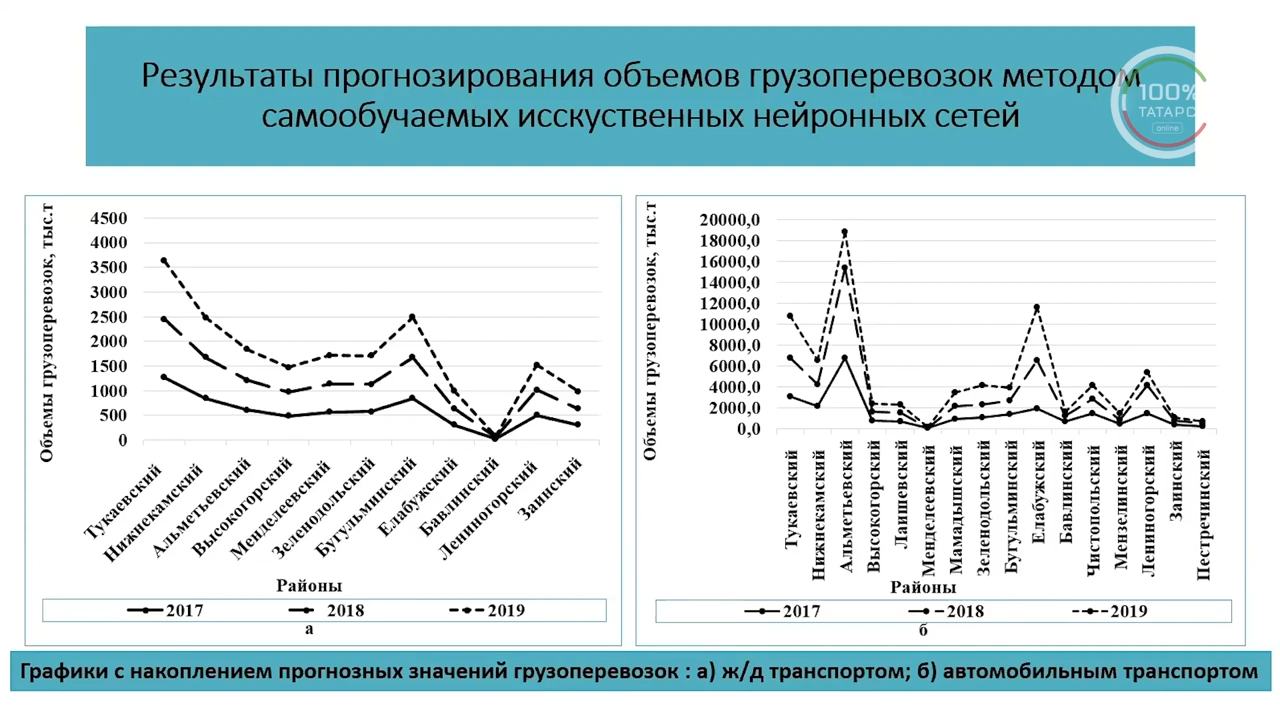 Результаты прогнозирования объемов грузоперевозок методом
самообучаемых исскуственных нейронных сетей
100%
ТАТАРС
online
Объемы грузоперевозок, тыс.т
4500
4000
3500
3000
2500
2000
1500
1000
500
0
Тукаевский
Нижнекамский
Альметьевский
Высокогорский
Менделеевский
Зеленодольский
Бугульминский
Елабужский
Бавлинский
Лениногорский
Заинский
Районы
2017 2018 2019
а
Объемы грузоперевозок, тыс.т
20000,0
18000,0
16000,0
14000,0
12000,0
10000,0
8000,0
6000,0
4000,0
2000,0
0,0
Тукаевский
Нижнекамский
Альметьевский
Высокогорский
Лаишевский
Менделеевский
Мамадышский
Зеленодольский
Бугульминский
Елабужский
Бавлинский
Чистопольский
Мензелинский
Лениногорский
Заинский
Пестречинский
Районы
2017 2018 2019
б
Графики с накоплением прогнозных значений грузоперевозок : а) ж/д транспортом; б) автомобильным транспортом